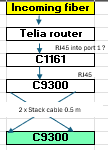 Incoming fiber
Telia router
RJ45 into port 1 ?
C1161
RJ45
C9300
2 x Stack cable 0.5 m
C9300